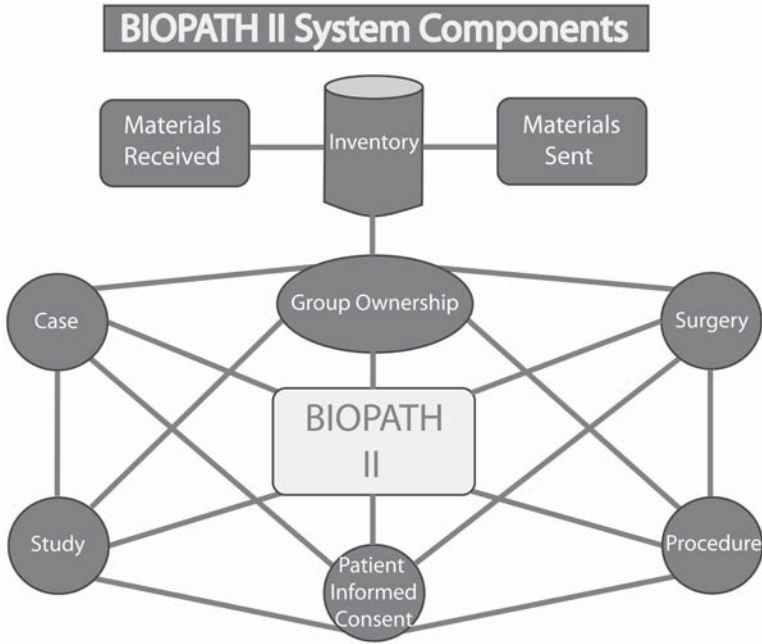 BIOPATH II System Components
Materials
Received
Inventory
Materials
Sent
Case
Group Ownership
Surgery
BIOPATH
II
Study
Patient
Informed
Consent
Procedure